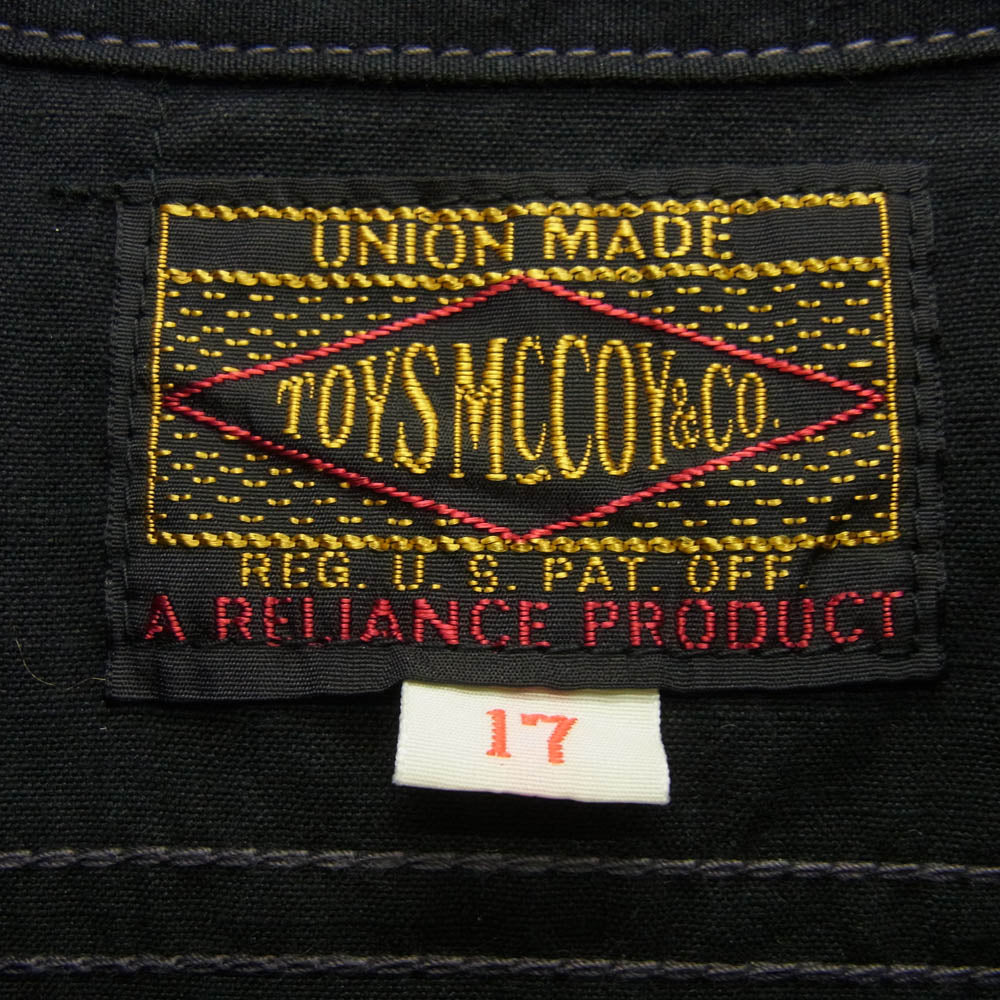 UNION MADE
TOYS McCOY & CO.
REG. U. S. PAT. OFF.
A RELIANCE PRODUCT
17